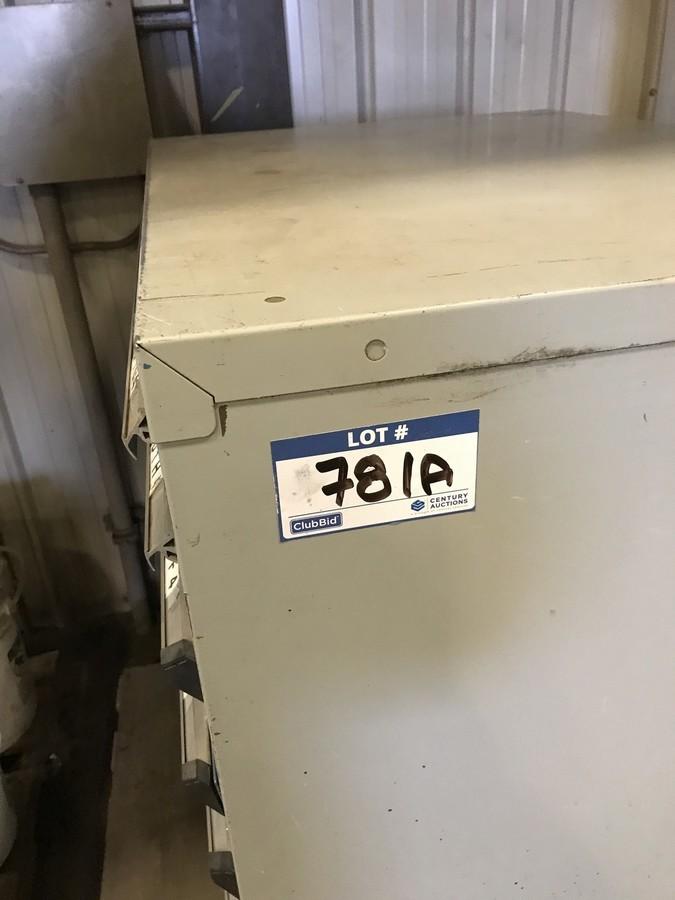 LOT #
781A
ClubBid
CENTURY
AUCTIONS